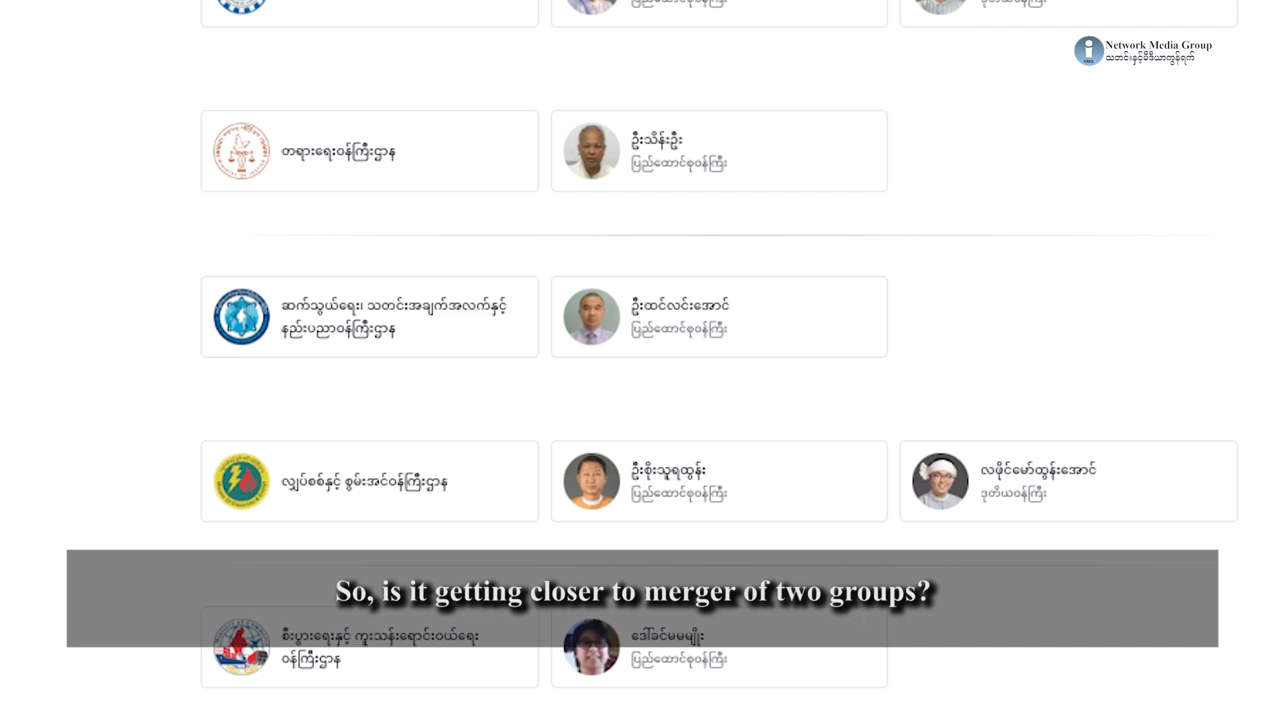 Network Media Group
သတင်းနှင့်မီဒီယာကွန်ရက်
တရားရေးဝန်ကြီးဌာန
ဦးသိန်းဦး
ပြည်ထောင်စုဝန်ကြီး
ဆက်သွယ်ရေး၊ သတင်းအချက်အလက်နှင့်
နည်းပညာဝန်ကြီးဌာန
ဦးထင်လင်းအောင်
ပြည်ထောင်စုဝန်ကြီး
လျှပ်စစ်နှင့် စွမ်းအင်ဝန်ကြီးဌာန
ဦးစိုးသူရထွန်း
ပြည်ထောင်စုဝန်ကြီး
လဖိုင်မော်ထွန်းအောင်
ဒုတိယဝန်ကြီး
So, is it getting closer to merger of two groups?
စီးပွားရေးနှင့် ကူးသန်းရောင်းဝယ်ရေး
ဝန်ကြီးဌာန
ဒေါ်ခင်မမမျိုး
ပြည်ထောင်စုဝန်ကြီး